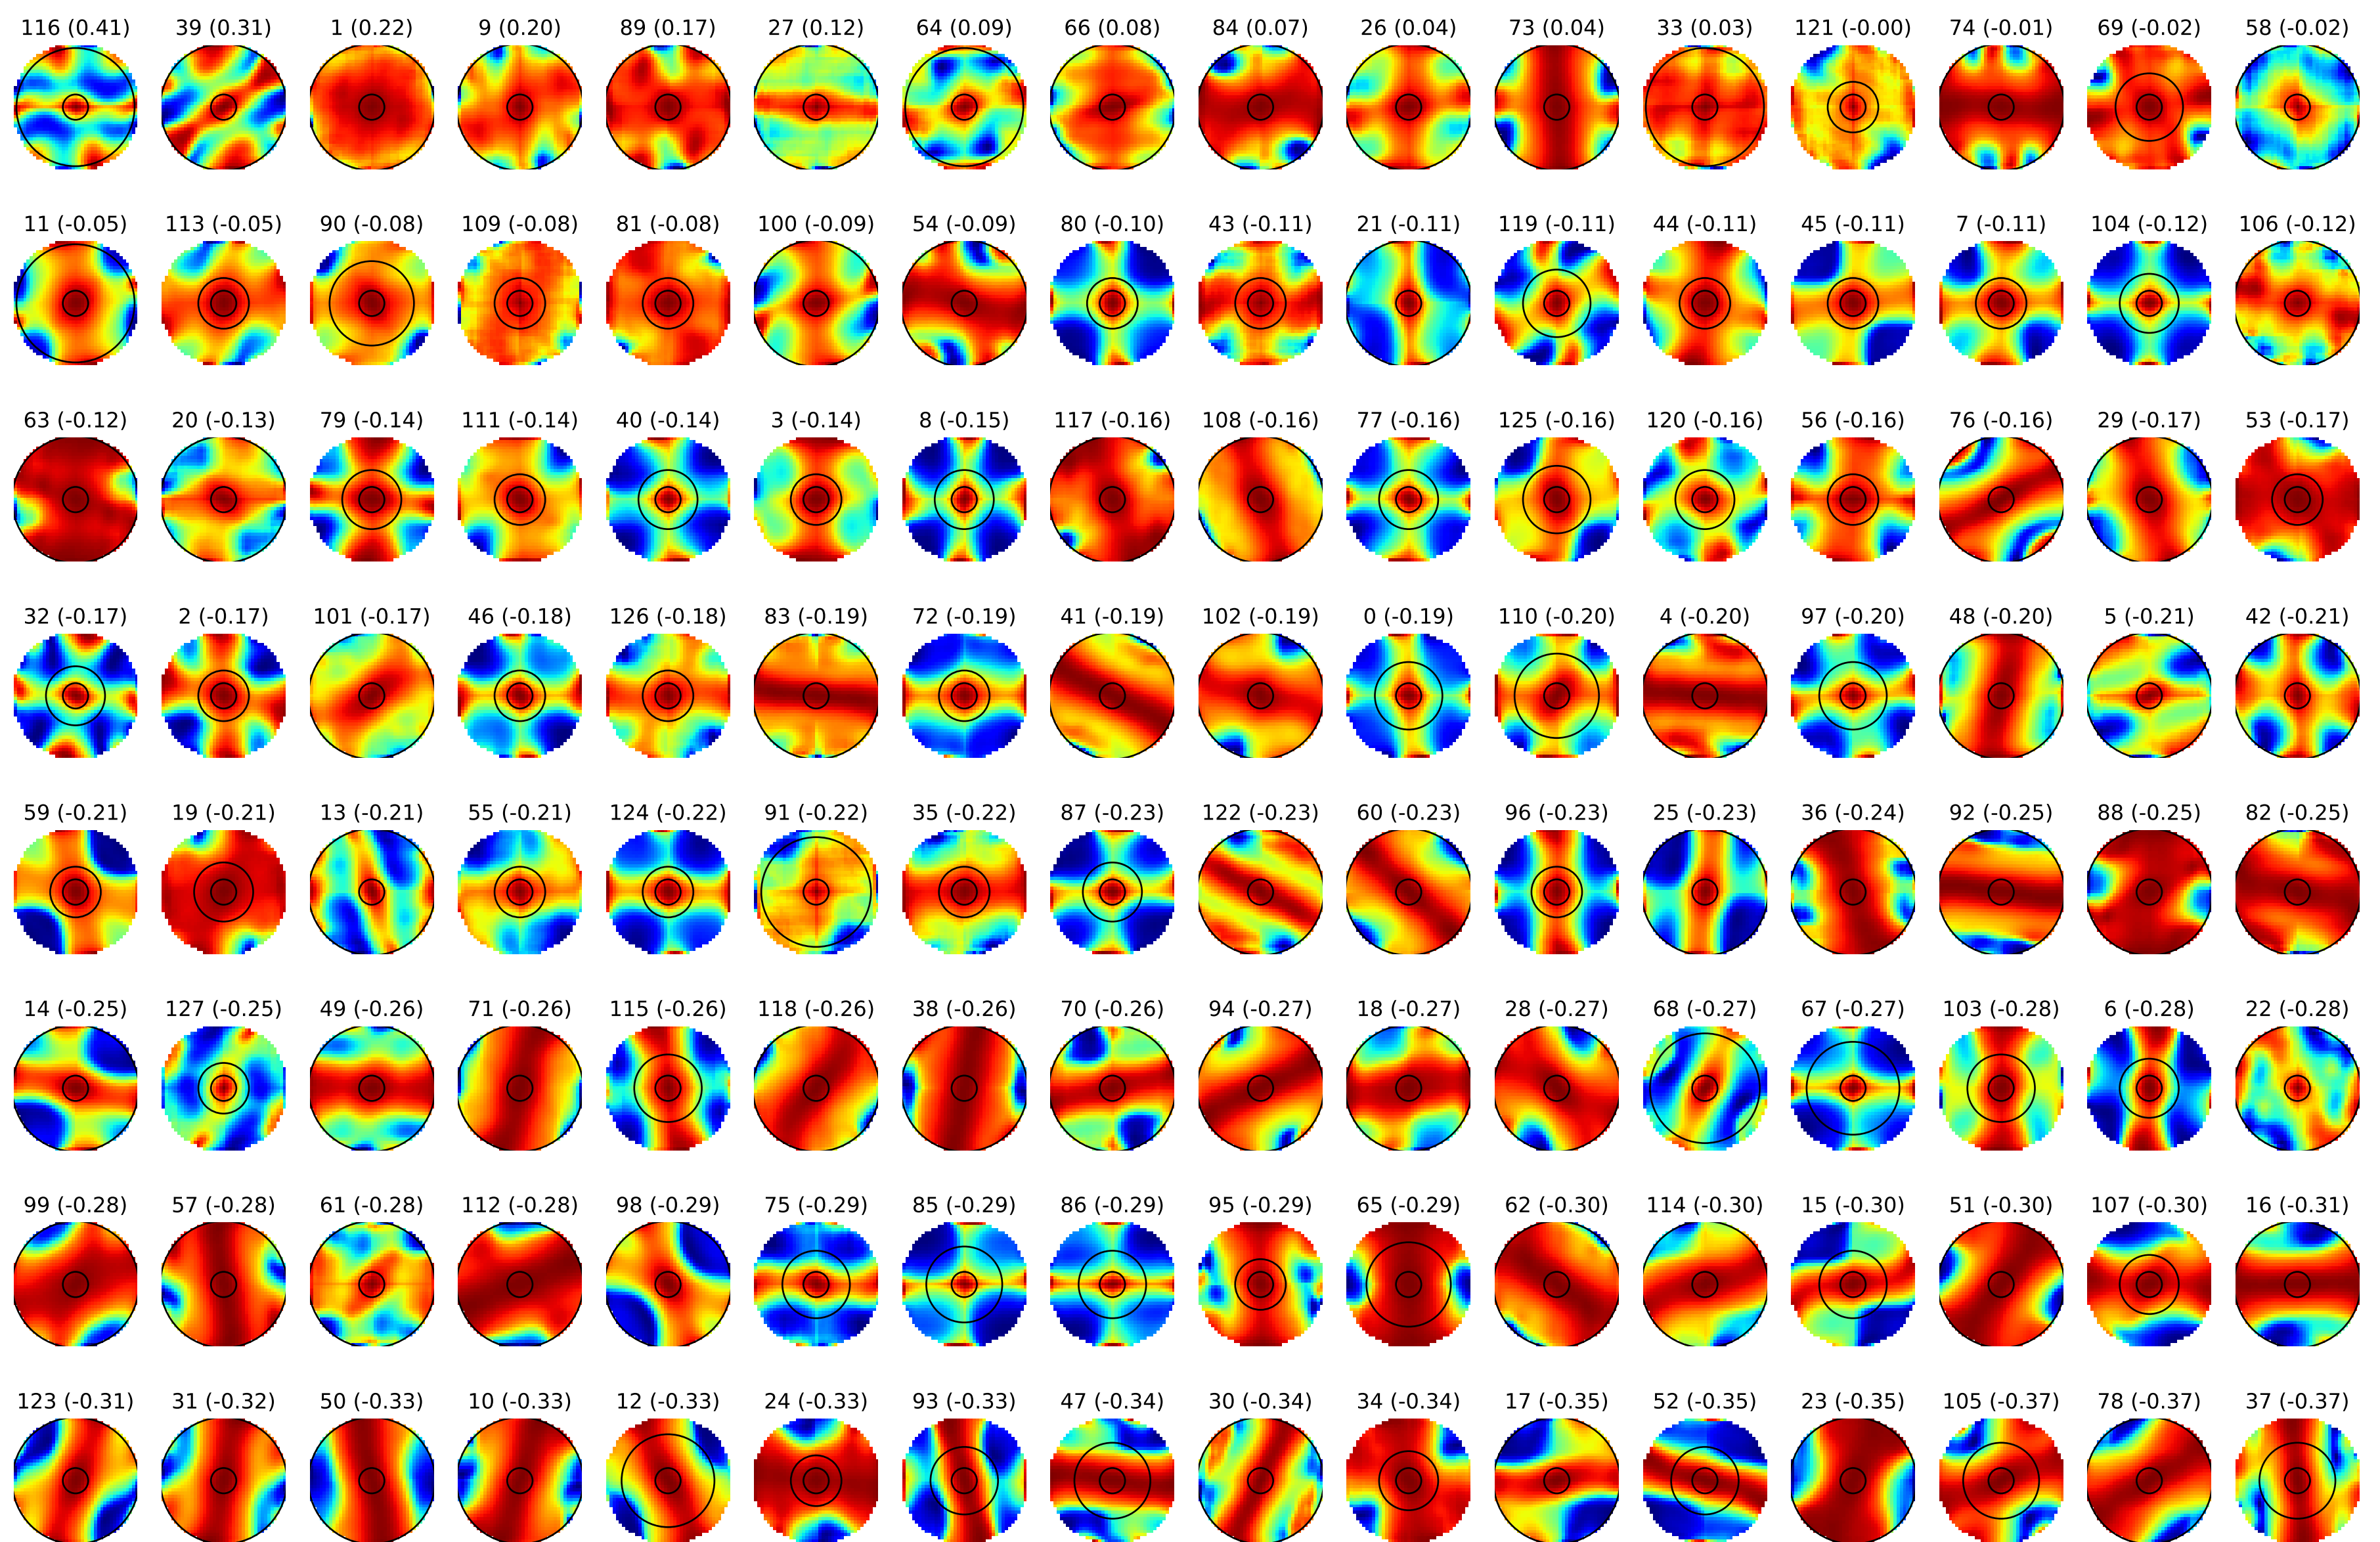 116 (0.41) 39 (0.31) 1 (0.22) 9 (0.20) 89 (0.17) 27 (0.12) 64 (0.09) 66 (0.08) 84 (0.07) 26 (0.04) 73 (0.04) 33 (0.03) 121 (-0.00) 74 (-0.01) 69 (-0.02) 58 (-0.02)
11 (-0.05) 113 (-0.05) 90 (-0.08) 109 (-0.08) 81 (-0.08) 100 (-0.09) 54 (-0.09) 80 (-0.10) 43 (-0.11) 21 (-0.11) 119 (-0.11) 44 (-0.11) 45 (-0.11) 7 (-0.11) 104 (-0.12) 106 (-0.12)
63 (-0.12) 20 (-0.13) 79 (-0.14) 111 (-0.14) 40 (-0.14) 3 (-0.14) 8 (-0.15) 117 (-0.16) 108 (-0.16) 77 (-0.16) 125 (-0.16) 120 (-0.16) 56 (-0.16) 76 (-0.16) 29 (-0.17) 53 (-0.17)
32 (-0.17) 2 (-0.17) 101 (-0.17) 46 (-0.18) 126 (-0.18) 83 (-0.19) 72 (-0.19) 41 (-0.19) 102 (-0.19) 0 (-0.19) 110 (-0.20) 4 (-0.20) 97 (-0.20) 48 (-0.20) 5 (-0.21) 42 (-0.21)
59 (-0.21) 19 (-0.21) 13 (-0.21) 55 (-0.21) 124 (-0.22) 91 (-0.22) 35 (-0.22) 87 (-0.23) 122 (-0.23) 60 (-0.23) 96 (-0.23) 25 (-0.23) 36 (-0.24) 92 (-0.25) 88 (-0.25) 82 (-0.25)
14 (-0.25) 127 (-0.25) 49 (-0.26) 71 (-0.26) 115 (-0.26) 118 (-0.26) 38 (-0.26) 70 (-0.26) 94 (-0.27) 18 (-0.27) 28 (-0.27) 68 (-0.27) 67 (-0.27) 103 (-0.28) 6 (-0.28) 22 (-0.28)
99 (-0.28) 57 (-0.28) 61 (-0.28) 112 (-0.28) 98 (-0.29) 75 (-0.29) 85 (-0.29) 86 (-0.29) 95 (-0.29) 65 (-0.29) 62 (-0.30) 114 (-0.30) 15 (-0.30) 51 (-0.30) 107 (-0.30) 16 (-0.31)
123 (-0.31) 31 (-0.32) 50 (-0.33) 10 (-0.33) 12 (-0.33) 24 (-0.33) 93 (-0.33) 47 (-0.34) 30 (-0.34) 34 (-0.34) 17 (-0.35) 52 (-0.35) 23 (-0.35) 105 (-0.37) 78 (-0.37) 37 (-0.37)